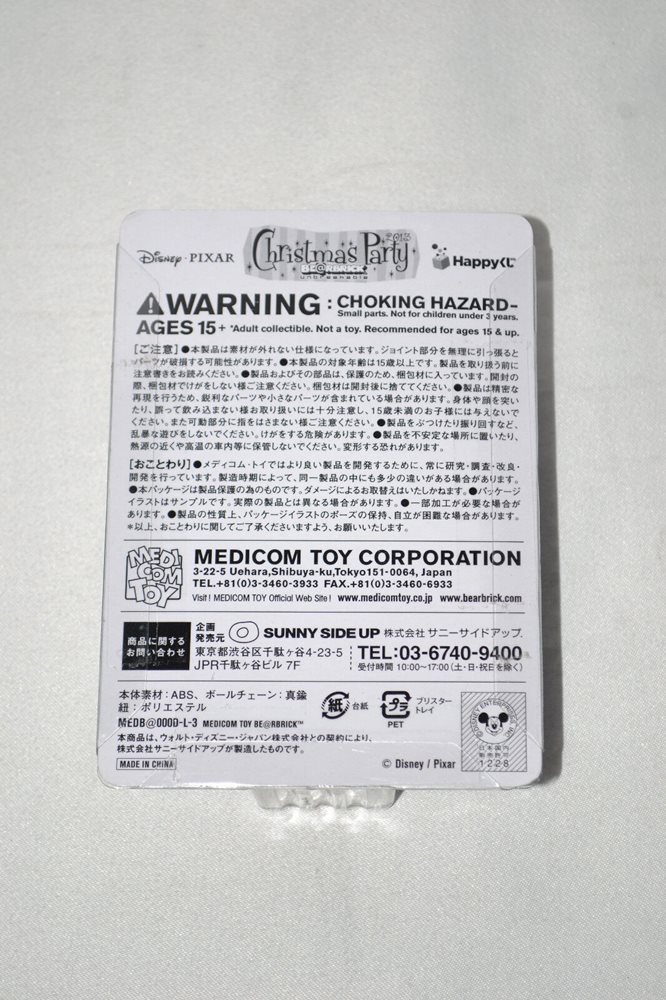 Disney · PIXAR
Christmas Party 2013
BE@RBRICK
unbreakable
Happyくじ
WARNING : CHOKING HAZARD-
Small parts. Not for children under 3 years.
AGES 15+ *Adult collectible. Not a toy. Recommended for ages 15 & up.
[ご注意] ●本製品は素材が外れない仕様になっています。ジョイント部分を無理に引っ張ると
パーツが破損する可能性があります。●本製品の対象年齢は15歳以上です。製品を取り扱う前に
注意書きをお読みください。●製品およびその部品は、保護のため、梱包材に入っています。開封の
際、梱包材でけがをしない様ご注意ください。梱包材は開封後に捨ててください。●製品は精密な
再現を行うため、鋭利なパーツや小さなパーツが含まれている場合があります。身体や顔を突い
たり、誤って飲み込まない様お取り扱いには十分注意し、15歳未満のお子様には与えないで
ください。また可動部分に指をはさまない様ご注意ください。●製品をぶつけたり振り回すなど、
乱暴な遊びをしないでください。けがをする危険があります。●製品を不安定な場所に置いたり、
熱源の近くや高温の車内等に保管しないでください。変形する恐れがあります。
[おことわり] ●メディコム・トイではより良い製品を開発するために、常に研究・調査・改良・
開発を行っています。製造時期によって、同一製品の中にも多少の違いがある場合があります。
●本パッケージは製品保護の為のものです。ダメージによるお取替えはいたしかねます。●パッケージ
イラストはサンプルです。実際の製品とは異なる場合があります。●一部加工が必要な場合が
あります。●製品の性質上、パッケージイラストのポーズの保持、自立が困難な場合があります。
*以上、おことわりに関してご了承くださいますよう、お願いいたします。
MEDI
COM
TOY
MEDICOM TOY CORPORATION
3-22-5 Uehara,Shibuya-ku,Tokyo151-0064, Japan
TEL.+81(0)3-3460-3933 FAX.+81(0)3-3460-6933
Visit! MEDICOM TOY Official Web Site! www.medicomtoy.co.jp www.bearbrick.com
商品に関する
お問い合わせ
企画
発売元
SUNNY SIDE UP 株式会社 サニーサイドアップ
東京都渋谷区千駄ヶ谷4-23-5
JPR千駄ヶ谷ビル 7F
TEL:03-6740-9400
受付時間 10:00〜17:00(土・日・祝日を除く)
本体素材:ABS、ボールチェーン:真鍮
紐:ポリエステル
MEDB@000D-L-3 MEDICOM TOY BE@RBRICK™
紙 台紙
プラ
PET
ブリスター
トレイ
本商品は、ウォルト・ディズニー・ジャパン株式会社との契約により、
株式会社サニーサイドアップが製造したものです。
MADE IN CHINA
© Disney / Pixar
© DISNEY ENTERPRISES, INC.
日本国内
販売許可
1228